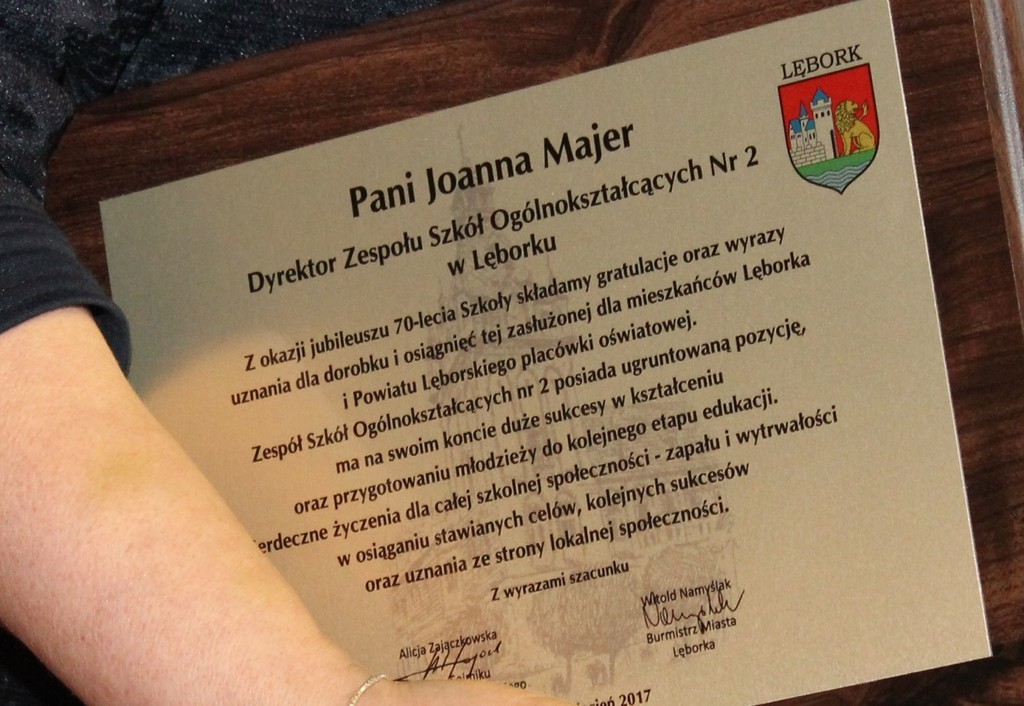 LĘBORK
Pani Joanna Majer
Dyrektor Zespołu Szkół Ogólnokształcących Nr 2
w Lęborku
Z okazji jubileuszu 70-lecia Szkoły składamy gratulacje oraz wyrazy
uznania dla dorobku i osiągnięć tej zasłużonej dla mieszkańców Lęborka
i Powiatu Lęborskiego placówki oświatowej.
Zespół Szkół Ogólnokształcących nr 2 posiada ugruntowaną pozycję,
ma na swoim koncie duże sukcesy w kształceniu
oraz przygotowaniu młodzieży do kolejnego etapu edukacji.
erdeczne życzenia dla całej szkolnej społeczności - zapału i wytrwałości
w osiąganiu stawianych celów, kolejnych sukcesów
oraz uznania ze strony lokalnej społeczności.
Z wyrazami szacunku
Alicja Zajączkowska
Witold Namyślak
Burmistrz Miasta
Lęborka
2017